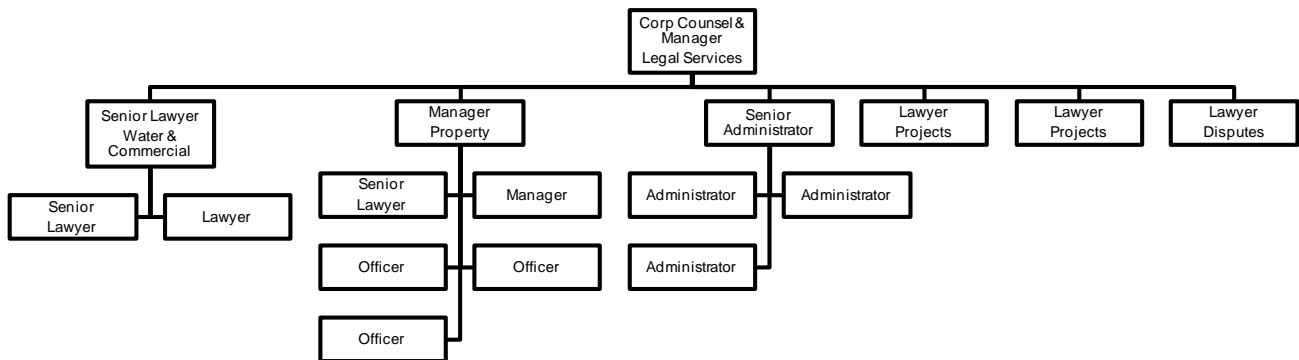 Corp Counsel &
Manager
Legal Services
Senior Lawyer
Water &
Commercial
Manager
Property
Senior
Administrator
Lawyer
Projects
Lawyer
Projects
Lawyer
Disputes
Senior
Lawyer
Lawyer
Senior
Lawyer
Manager
Officer
Officer
Officer
Administrator
Administrator
Administrator